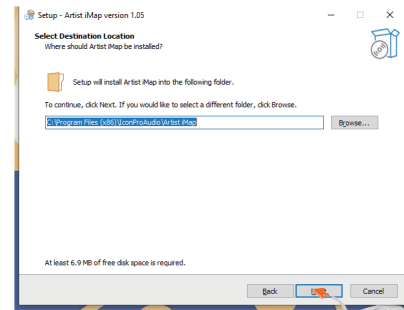 Setup - Artist iMap version 1.05
Select Destination Location
Where should Artist iMap be installed?
Setup will install Artist iMap into the following folder.
To continue, click Next. If you would like to select a different folder, click Browse.
C:\Program Files (x86)\IconProAudio\Artist iMap
Browse...
At least 6.9 MB of free disk space is required.
Back
Cancel